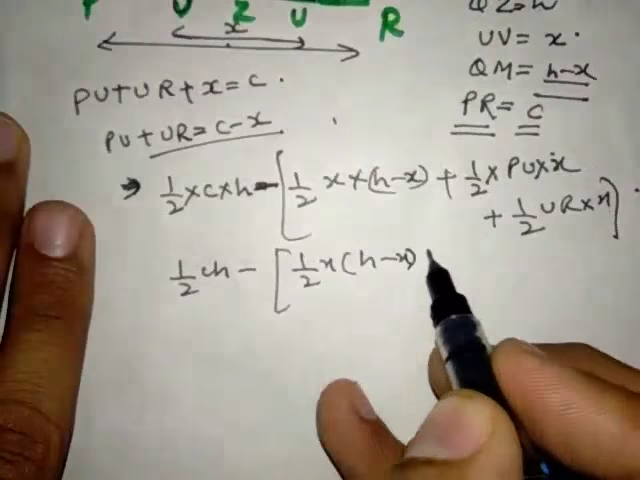 P U Z U R
x
QZ=h
UV = x.
QM= h-x
PR= C
PU+UR+x=C.
PU+UR=C-x
→ 1/2 × C × h - [ 1/2 x × (h-x) + 1/2 × PU × x
+ 1/2 UR × x ] .
1/2 ch - [ 1/2 x (h-x)